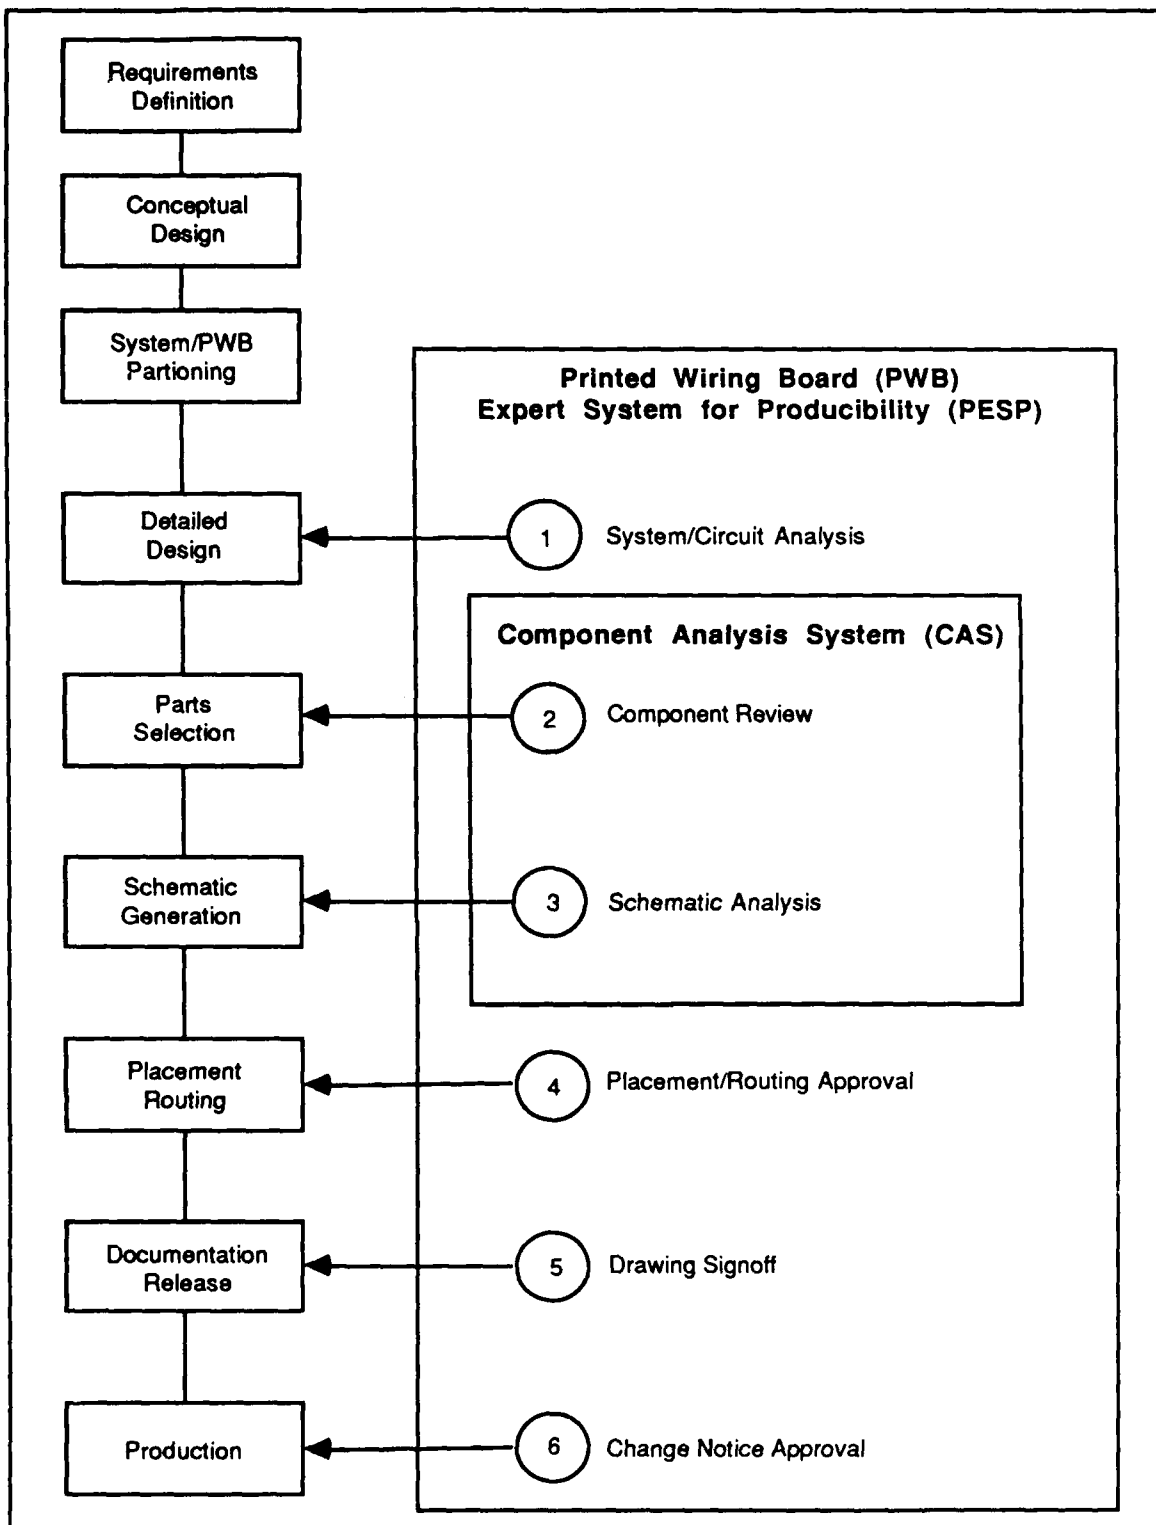 Requirements
Definition
Conceptual
Design
System/PWB
Partioning
Printed Wiring Board (PWB)
Expert System for Producibility (PESP)
Detailed
Design
1
System/Circuit Analysis
Component Analysis System (CAS)
Parts
Selection
2
Component Review
Schematic
Generation
3
Schematic Analysis
Placement
Routing
4
Placement/Routing Approval
Documentation
Release
5
Drawing Signoff
Production
6
Change Notice Approval